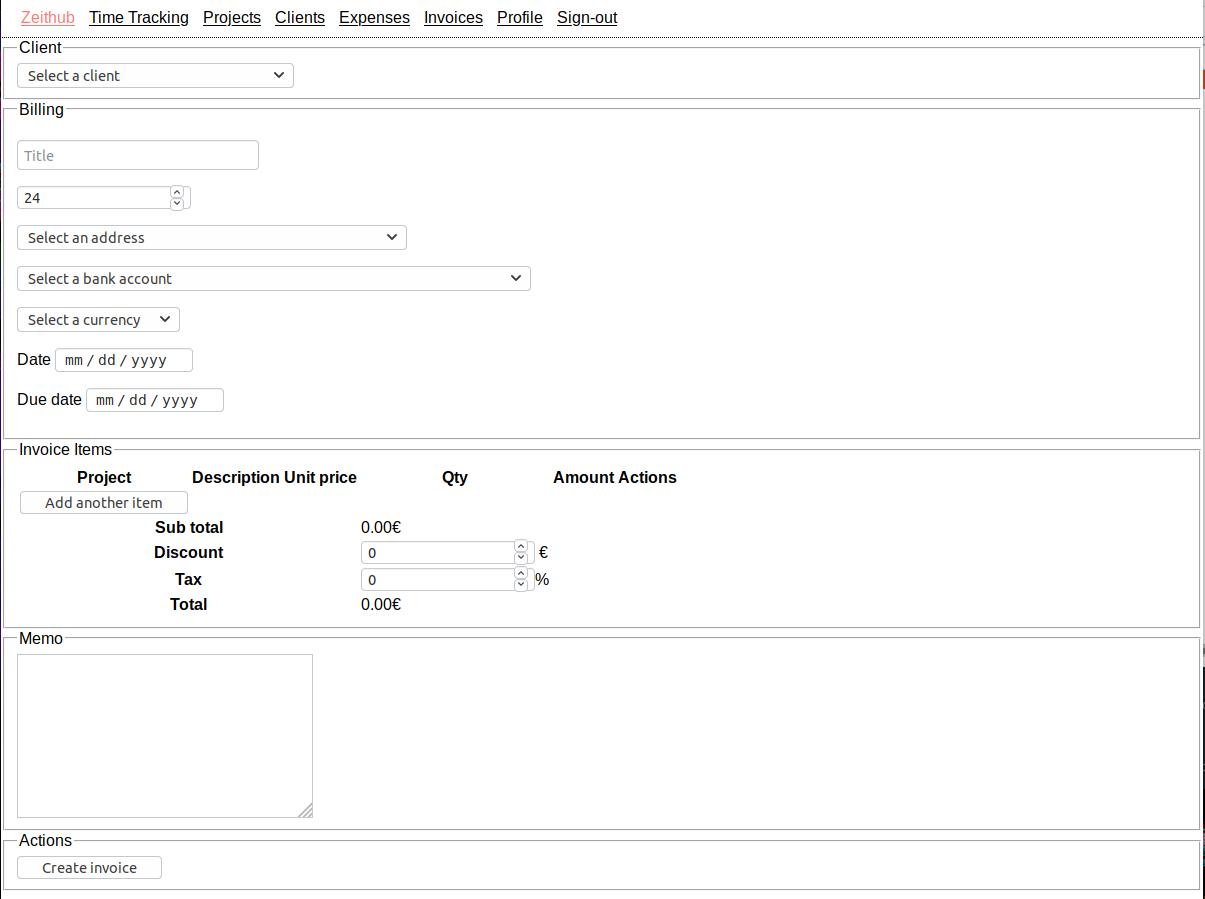 Zeithub Time Tracking Projects Clients Expenses Invoices Profile Sign-out
Client
Select a client
Billing
Title
24
Select an address
Select a bank account
Select a currency
Date mm / dd / yyyy
Due date mm / dd / yyyy
Invoice Items
Project Description Unit price Qty Amount Actions
Add another item
Sub total 0.00€
Discount 0 €
Tax 0 %
Total 0.00€
Memo
Actions
Create invoice